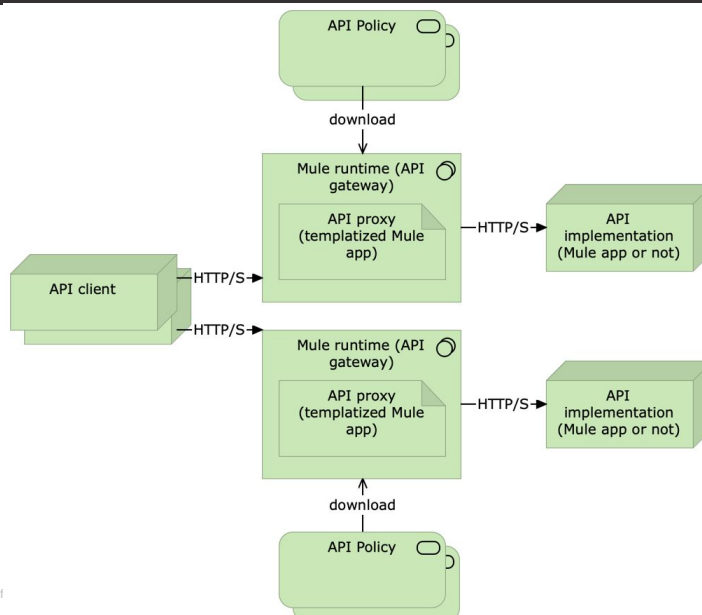 API Policy
download
Mule runtime (API
gateway)
API proxy
(templatized Mule
app)
HTTP/S
API
implementation
(Mule app or not)
API client
HTTP/S
HTTP/S
Mule runtime (API
gateway)
API proxy
(templatized Mule
app)
HTTP/S
API
implementation
(Mule app or not)
download
API Policy